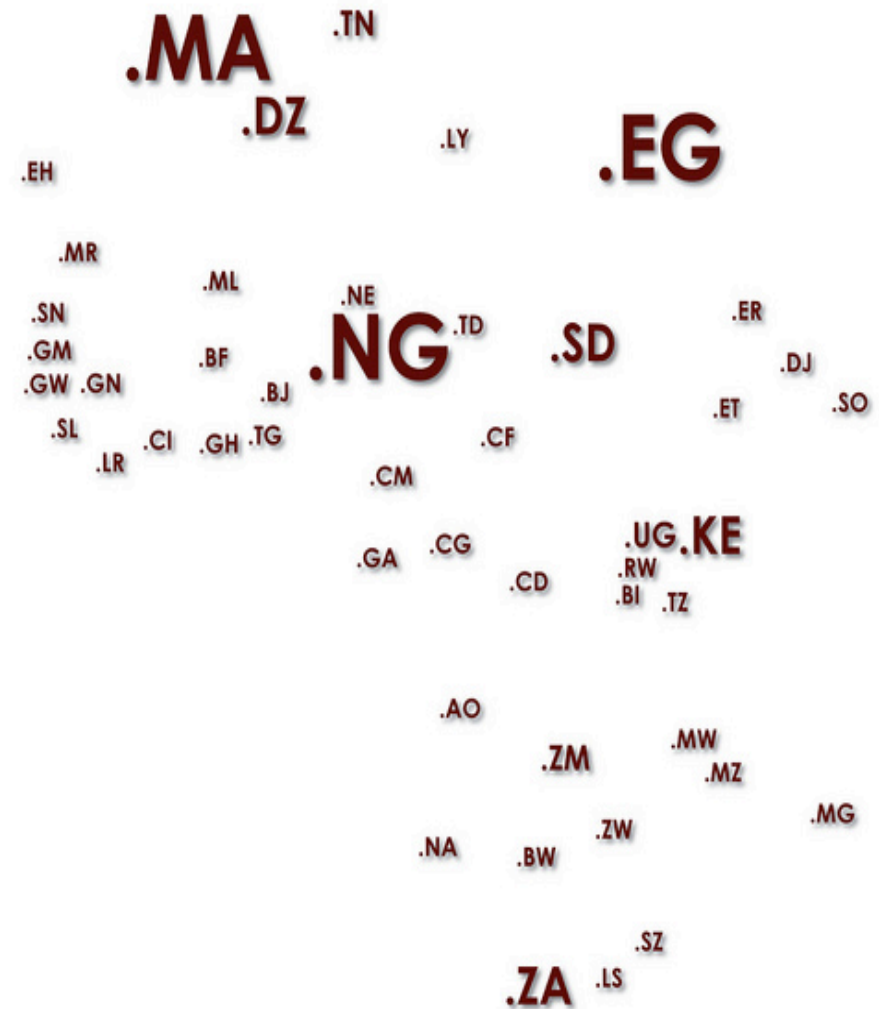 .TN
.MA
.DZ
.LY
.EG
.EH
.MR
.ML
.NE
.SN
.TD
.ER
.NG
.SD
.GM
.BF
.DJ
.GW .GN
.BJ
.ET
.SO
.SL
.CI
.GH .TG
.CF
.LR
.CM
.UG .KE
.GA
.CG
.RW
.CD
.BI
.TZ
.AO
.MW
.ZM
.MZ
.MG
.ZW
.NA
.BW
.SZ
.ZA
.LS